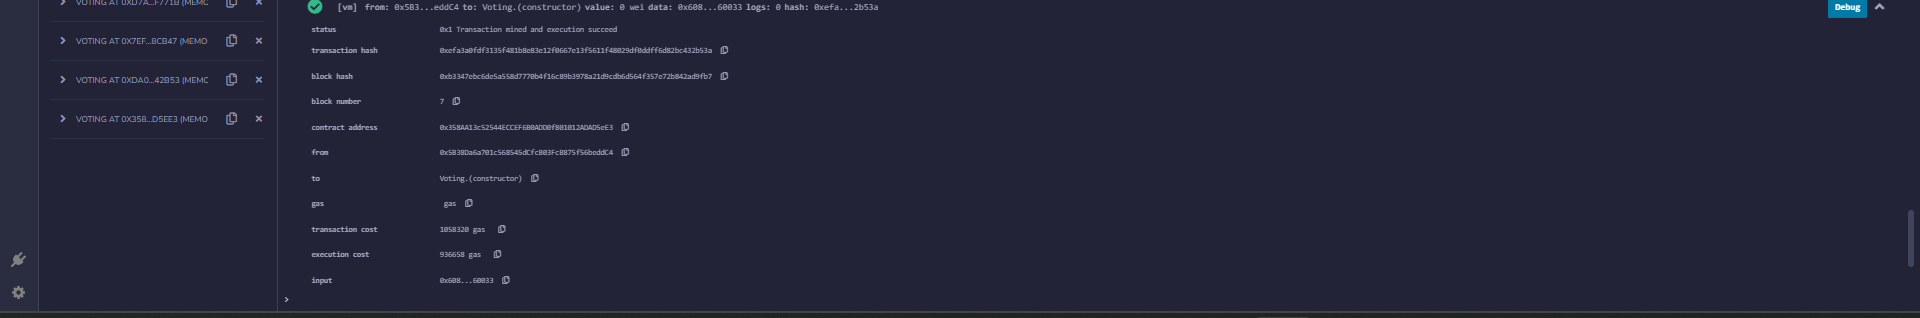 VOTING AT 0XD7A...F771B (MEMC
VOTING AT 0X7EF...8CB47 (MEMO
VOTING AT 0XDA0...42B53 (MEMC
VOTING AT 0X358...D5EE3 (MEMO
[vm] from: 0x5B3...eddC4 to: Voting.(constructor) value: 0 wei data: 0x608...60033 logs: 0 hash: 0xefa...2b53a
Debug
status 0x1 Transaction mined and execution succeed
transaction hash 0xefa3a0fdf3135f481b8e83e12f0667e13f5611f48029df0ddff6d82bc432b53a
block hash 0xb3347ebc6de5a558d7770b4f16c89b3978a21d9cdb6d564f357e72b842ad9fb7
block number 7
contract address 0x358AA13c52544ECCEF6B0ADD0f801012ADAD5eE3
from 0x5B38Da6a701c568545dCfcB03FcB875f56beddC4
to Voting.(constructor)
gas gas
transaction cost 1058320 gas
execution cost 936658 gas
input 0x608...60033